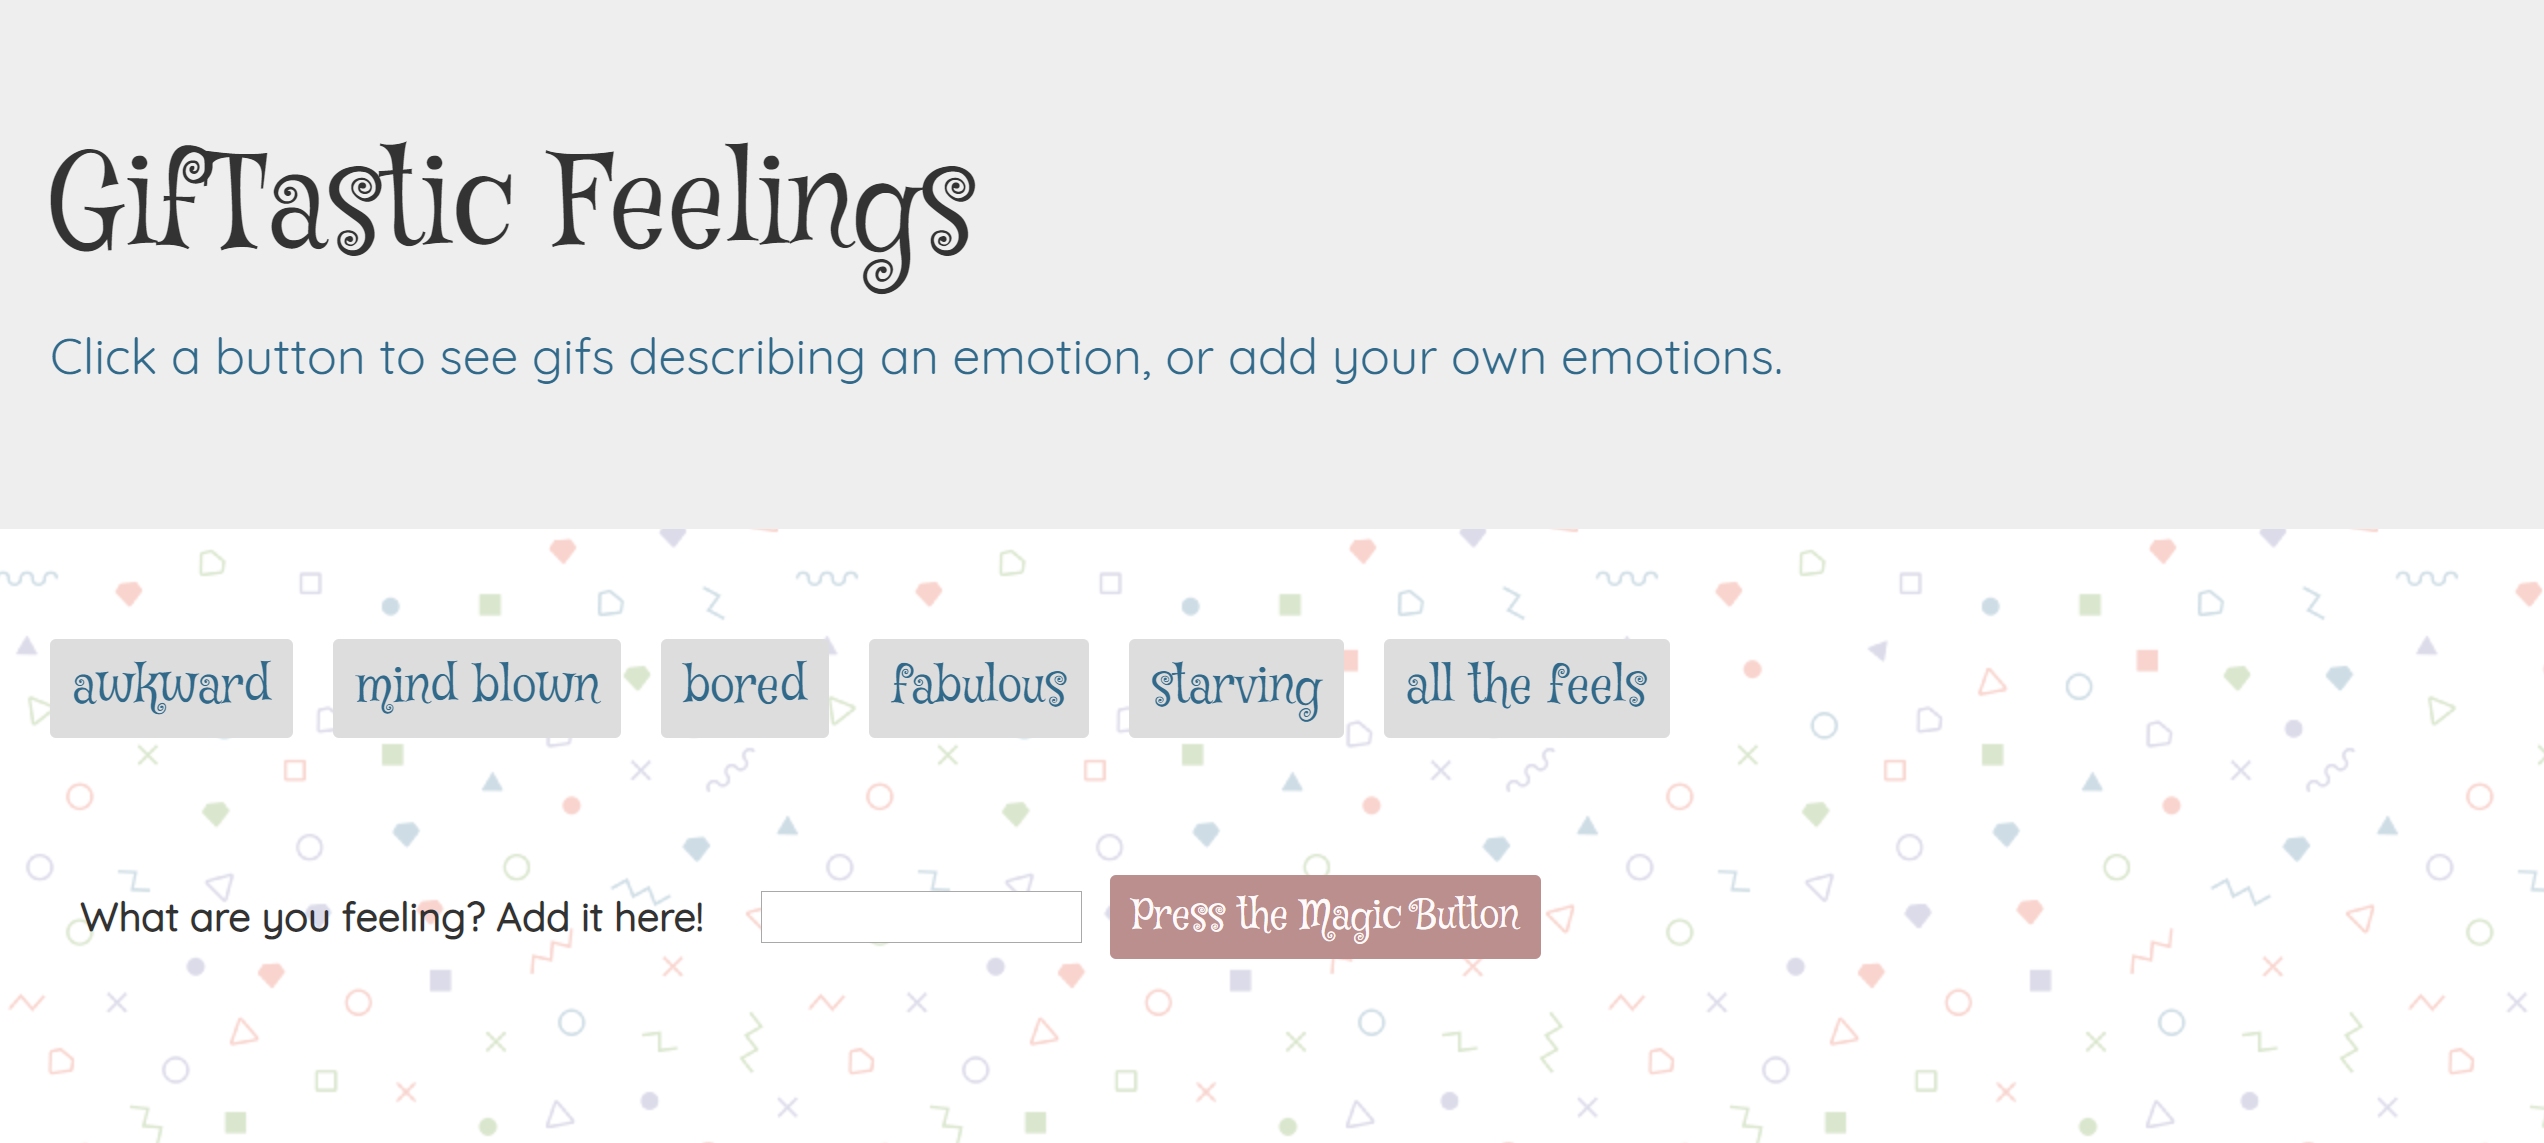 GifTastic Feelings
Click a button to see gifs describing an emotion, or add your own emotions.
awkward mind blown bored fabulous starving all the feels
What are you feeling? Add it here! Press the Magic Button